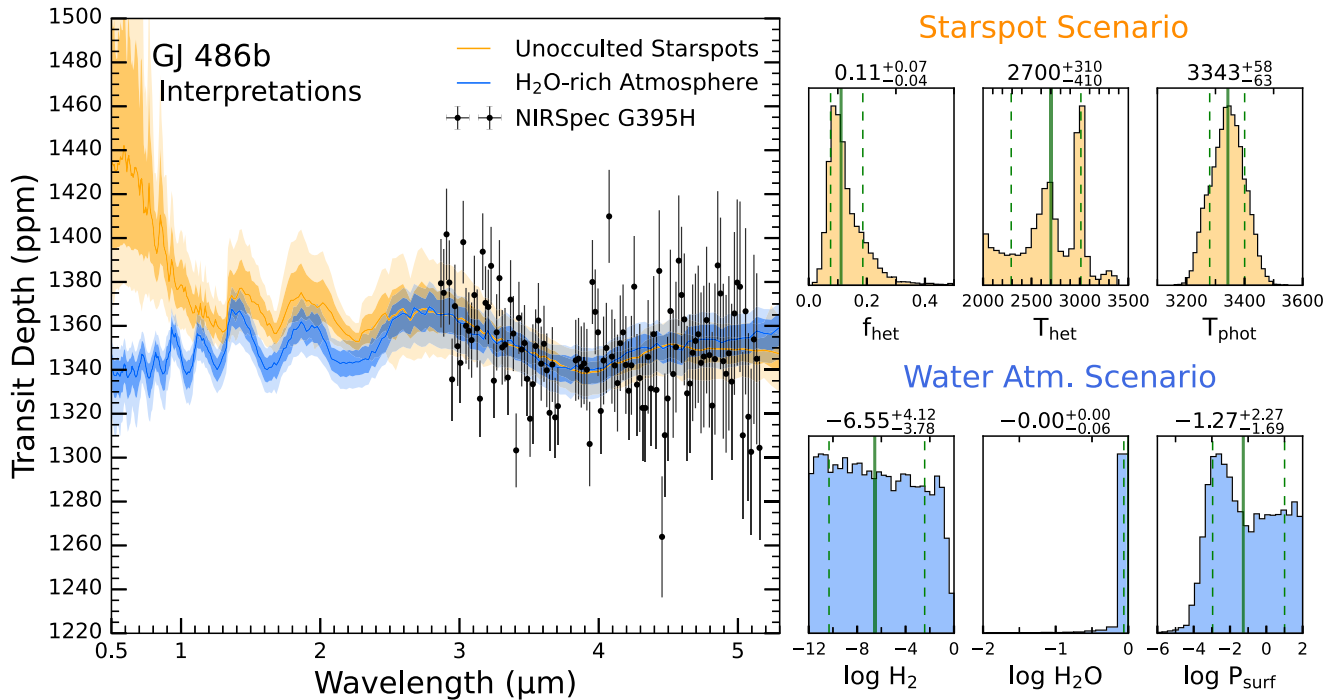 GJ 486b
Interpretations
Unocculted Starspots
H₂O-rich Atmosphere
NIRSpec G395H
1500
1480
1460
1440
1420
1400
1380
1360
1340
1320
1300
1280
1260
1240
1220
Transit Depth (ppm)
0.5 1 2 3 4 5
Wavelength (μm)
Starspot Scenario
0.11+0.07−0.04 2700+310−410 3343+58−63
0.0 0.2 0.4 2000 2500 3000 3500 3200 3400 3600
f_het T_het T_phot
Water Atm. Scenario
−6.55+4.12−3.78 −0.00+0.00−0.06 −1.27+2.27−1.69
−12 −8 −4 0 −2 −1 0 −6 −4 −2 0 2
log H₂ log H₂O log P_surf